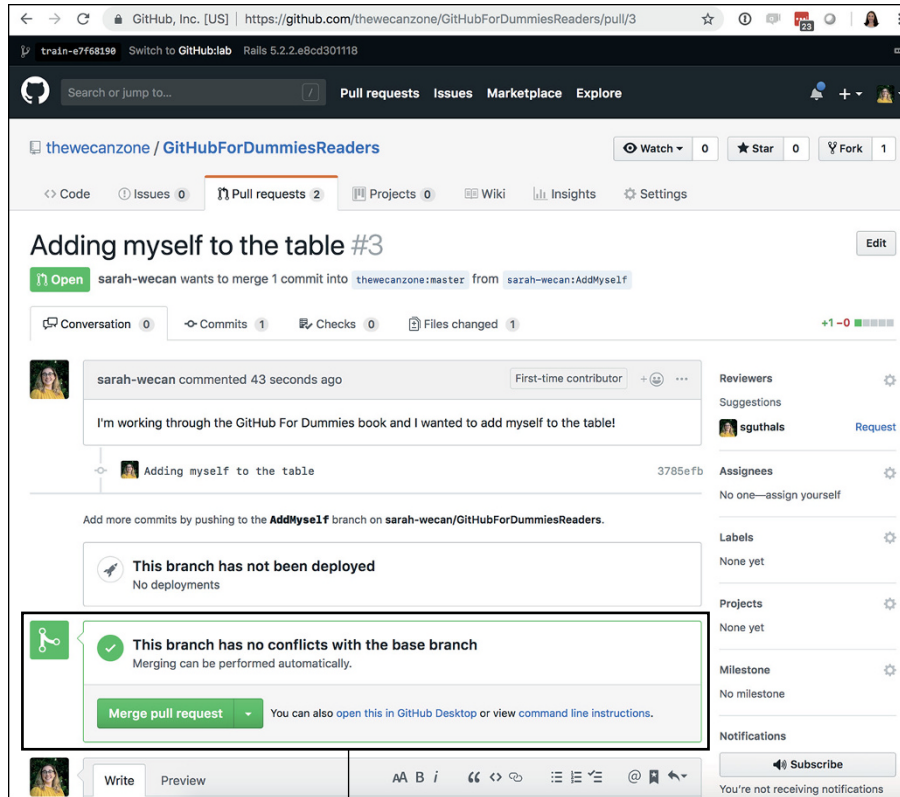 GitHub, Inc. [US] | https://github.com/thewecanzone/GitHubForDummiesReaders/pull/3
23
train-e7f68190 Switch to GitHub:lab Rails 5.2.2.e8cd301118
Search or jump to... / Pull requests Issues Marketplace Explore
thewecanzone / GitHubForDummiesReaders Watch 0 Star 0 Fork 1
Code Issues 0 Pull requests 2 Projects 0 Wiki Insights Settings
Adding myself to the table #3 Edit
Open sarah-wecan wants to merge 1 commit into thewecanzone:master from sarah-wecan:AddMyself
Conversation 0 Commits 1 Checks 0 Files changed 1 +1 −0
sarah-wecan commented 43 seconds ago First-time contributor
I'm working through the GitHub For Dummies book and I wanted to add myself to the table!
Adding myself to the table 3785efb
Add more commits by pushing to the AddMyself branch on sarah-wecan/GitHubForDummiesReaders.
This branch has not been deployed
No deployments
This branch has no conflicts with the base branch
Merging can be performed automatically.
Merge pull request You can also open this in GitHub Desktop or view command line instructions.
Write Preview AA B i
Reviewers
Suggestions
sguthals Request
Assignees
No one—assign yourself
Labels
None yet
Projects
None yet
Milestone
No milestone
Notifications
Subscribe
You're not receiving notifications